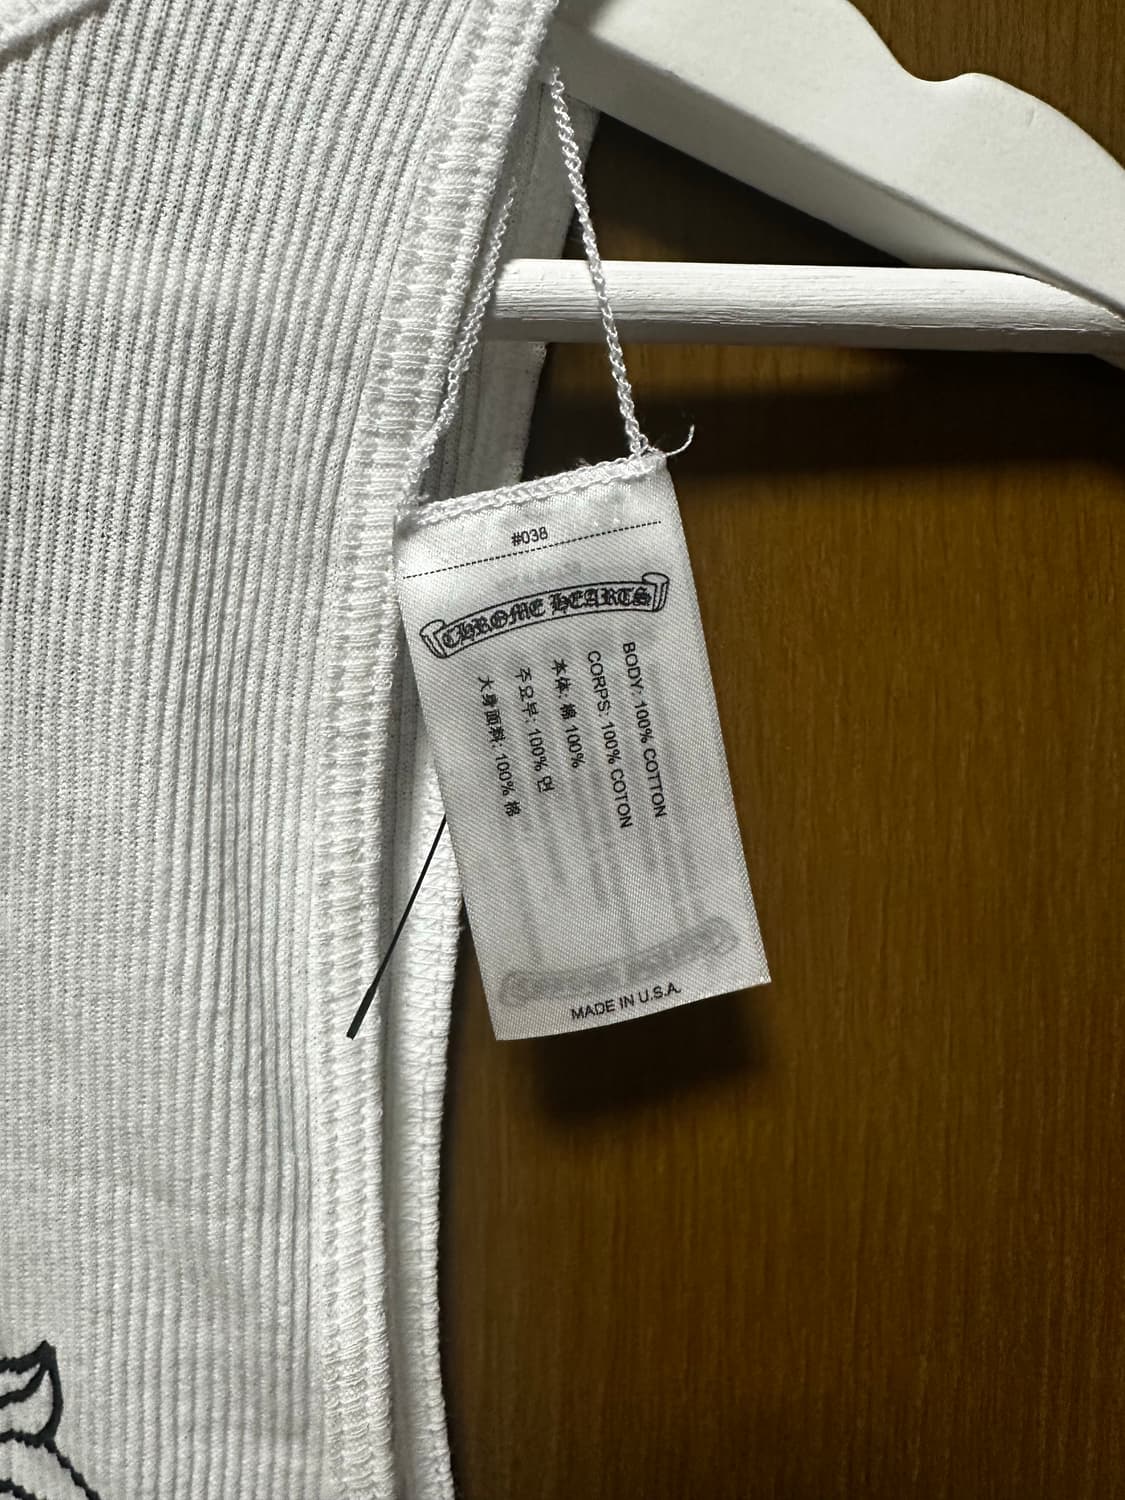 #038
CHROME HEARTS
BODY: 100% COTTON
CORPS: 100% COTON
本体: 綿 100%
주요부: 100% 면
大身面料: 100% 棉
MADE IN U.S.A.